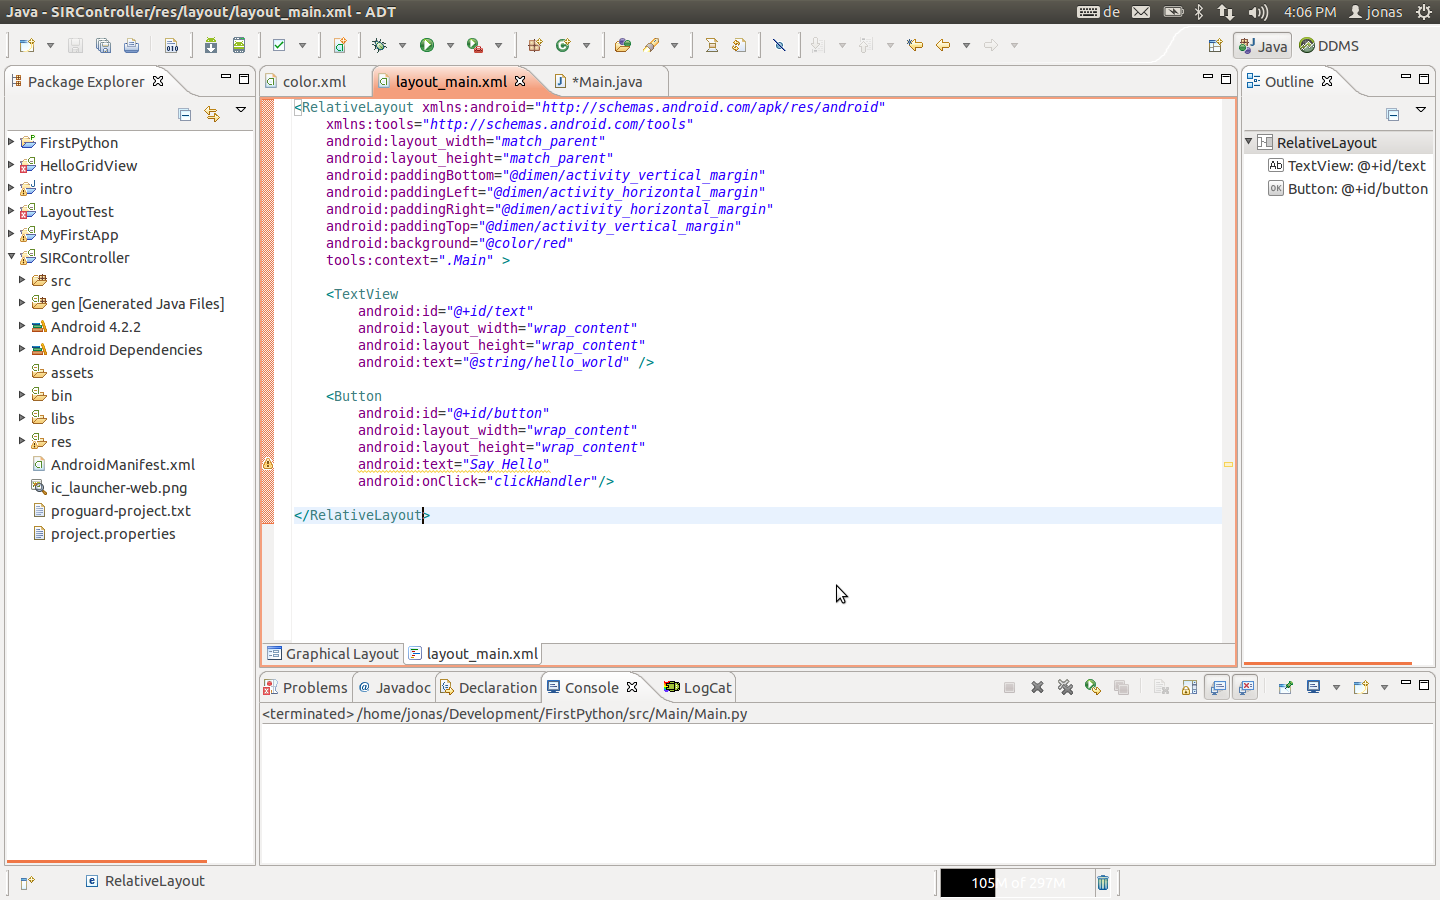 Java - SIRController/res/layout/layout_main.xml - ADT
de
4:06 PM
jonas
Java
DDMS
Package Explorer
color.xml
layout_main.xml
*Main.java
Outline
FirstPython
HelloGridView
intro
LayoutTest
MyFirstApp
SIRController
src
gen [Generated Java Files]
Android 4.2.2
Android Dependencies
assets
bin
libs
res
AndroidManifest.xml
ic_launcher-web.png
proguard-project.txt
project.properties
<RelativeLayout xmlns:android="http://schemas.android.com/apk/res/android"
xmlns:tools="http://schemas.android.com/tools"
android:layout_width="match_parent"
android:layout_height="match_parent"
android:paddingBottom="@dimen/activity_vertical_margin"
android:paddingLeft="@dimen/activity_horizontal_margin"
android:paddingRight="@dimen/activity_horizontal_margin"
android:paddingTop="@dimen/activity_vertical_margin"
android:background="@color/red"
tools:context=".Main" >
<TextView
android:id="@+id/text"
android:layout_width="wrap_content"
android:layout_height="wrap_content"
android:text="@string/hello_world" />
<Button
android:id="@+id/button"
android:layout_width="wrap_content"
android:layout_height="wrap_content"
android:text="Say Hello"
android:onClick="clickHandler"/>
</RelativeLayout>
RelativeLayout
Ab TextView: @+id/text
OK Button: @+id/button
Graphical Layout
layout_main.xml
Problems
@ Javadoc
Declaration
Console
LogCat
<terminated> /home/jonas/Development/FirstPython/src/Main/Main.py
RelativeLayout
105M of 297M